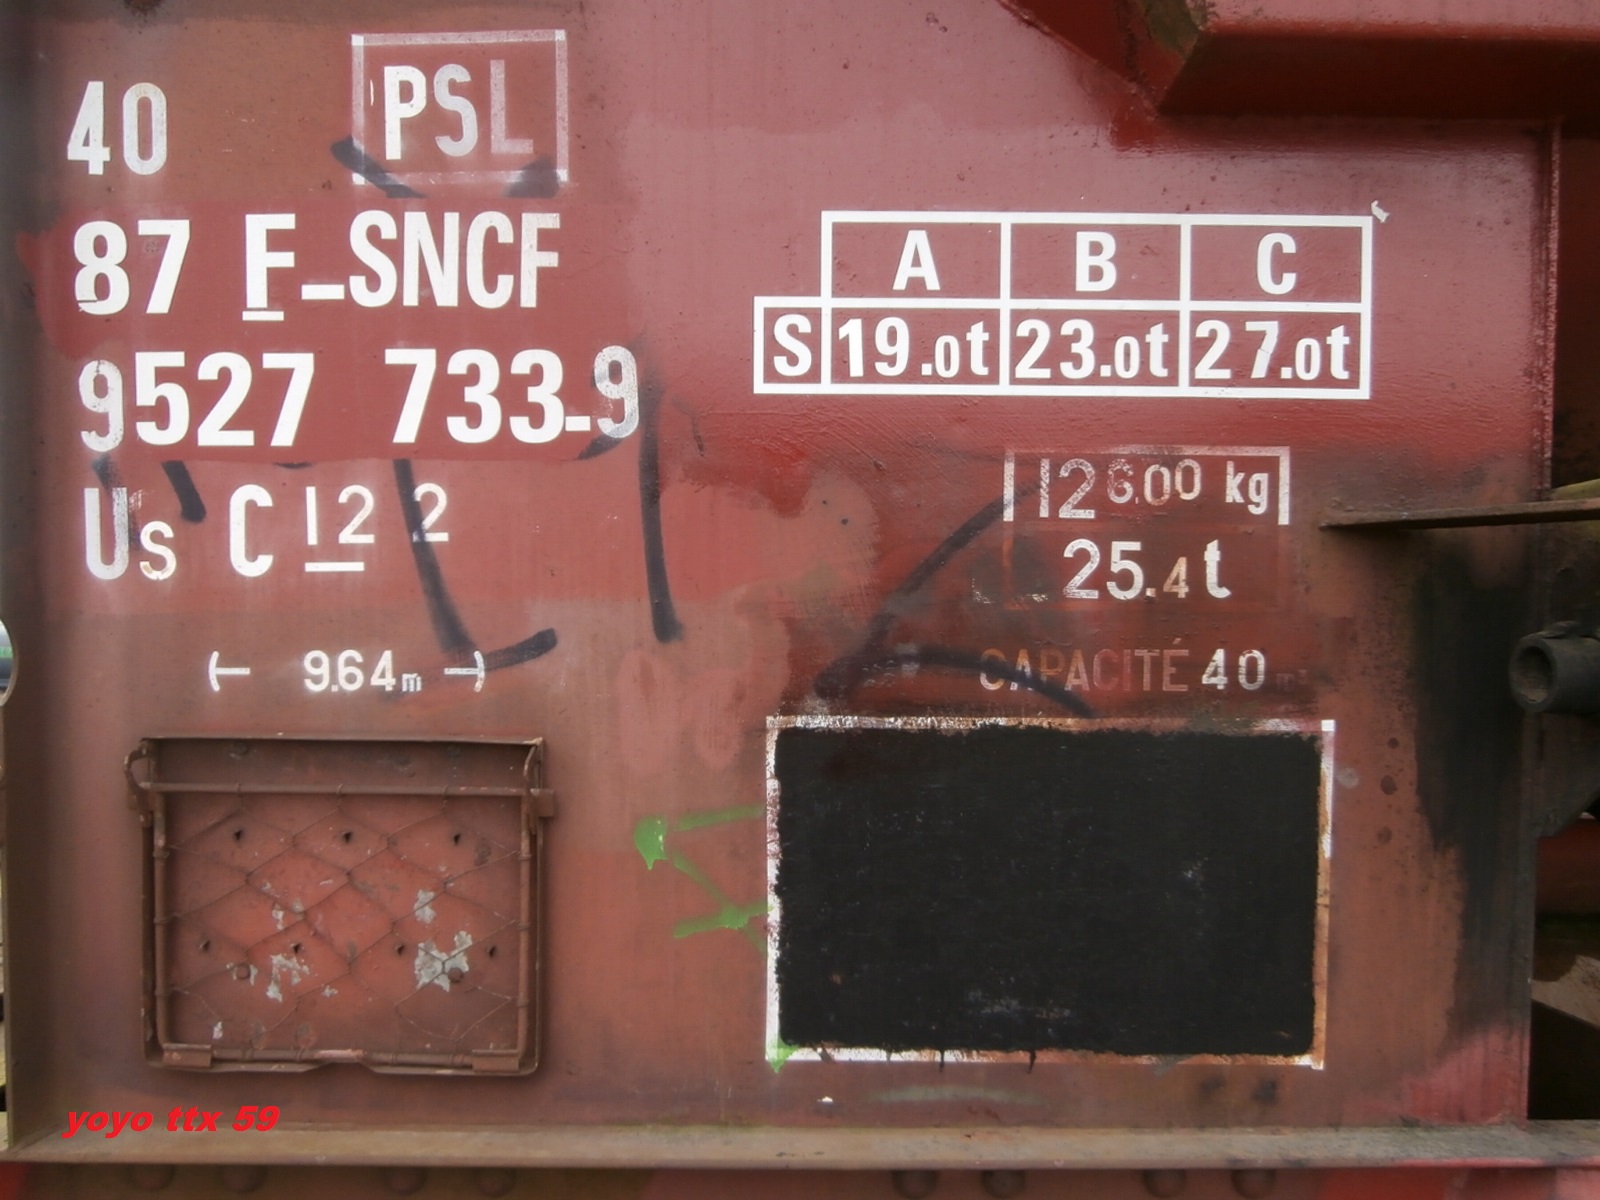 40 PSL
87 F-SNCF
9527 733-9
Us C 12 2
9.64m
A B C
S 19.0t 23.0t 27.0t
12600 kg
25.4t
CAPACITÉ 40 m³
yoyo ttx 59